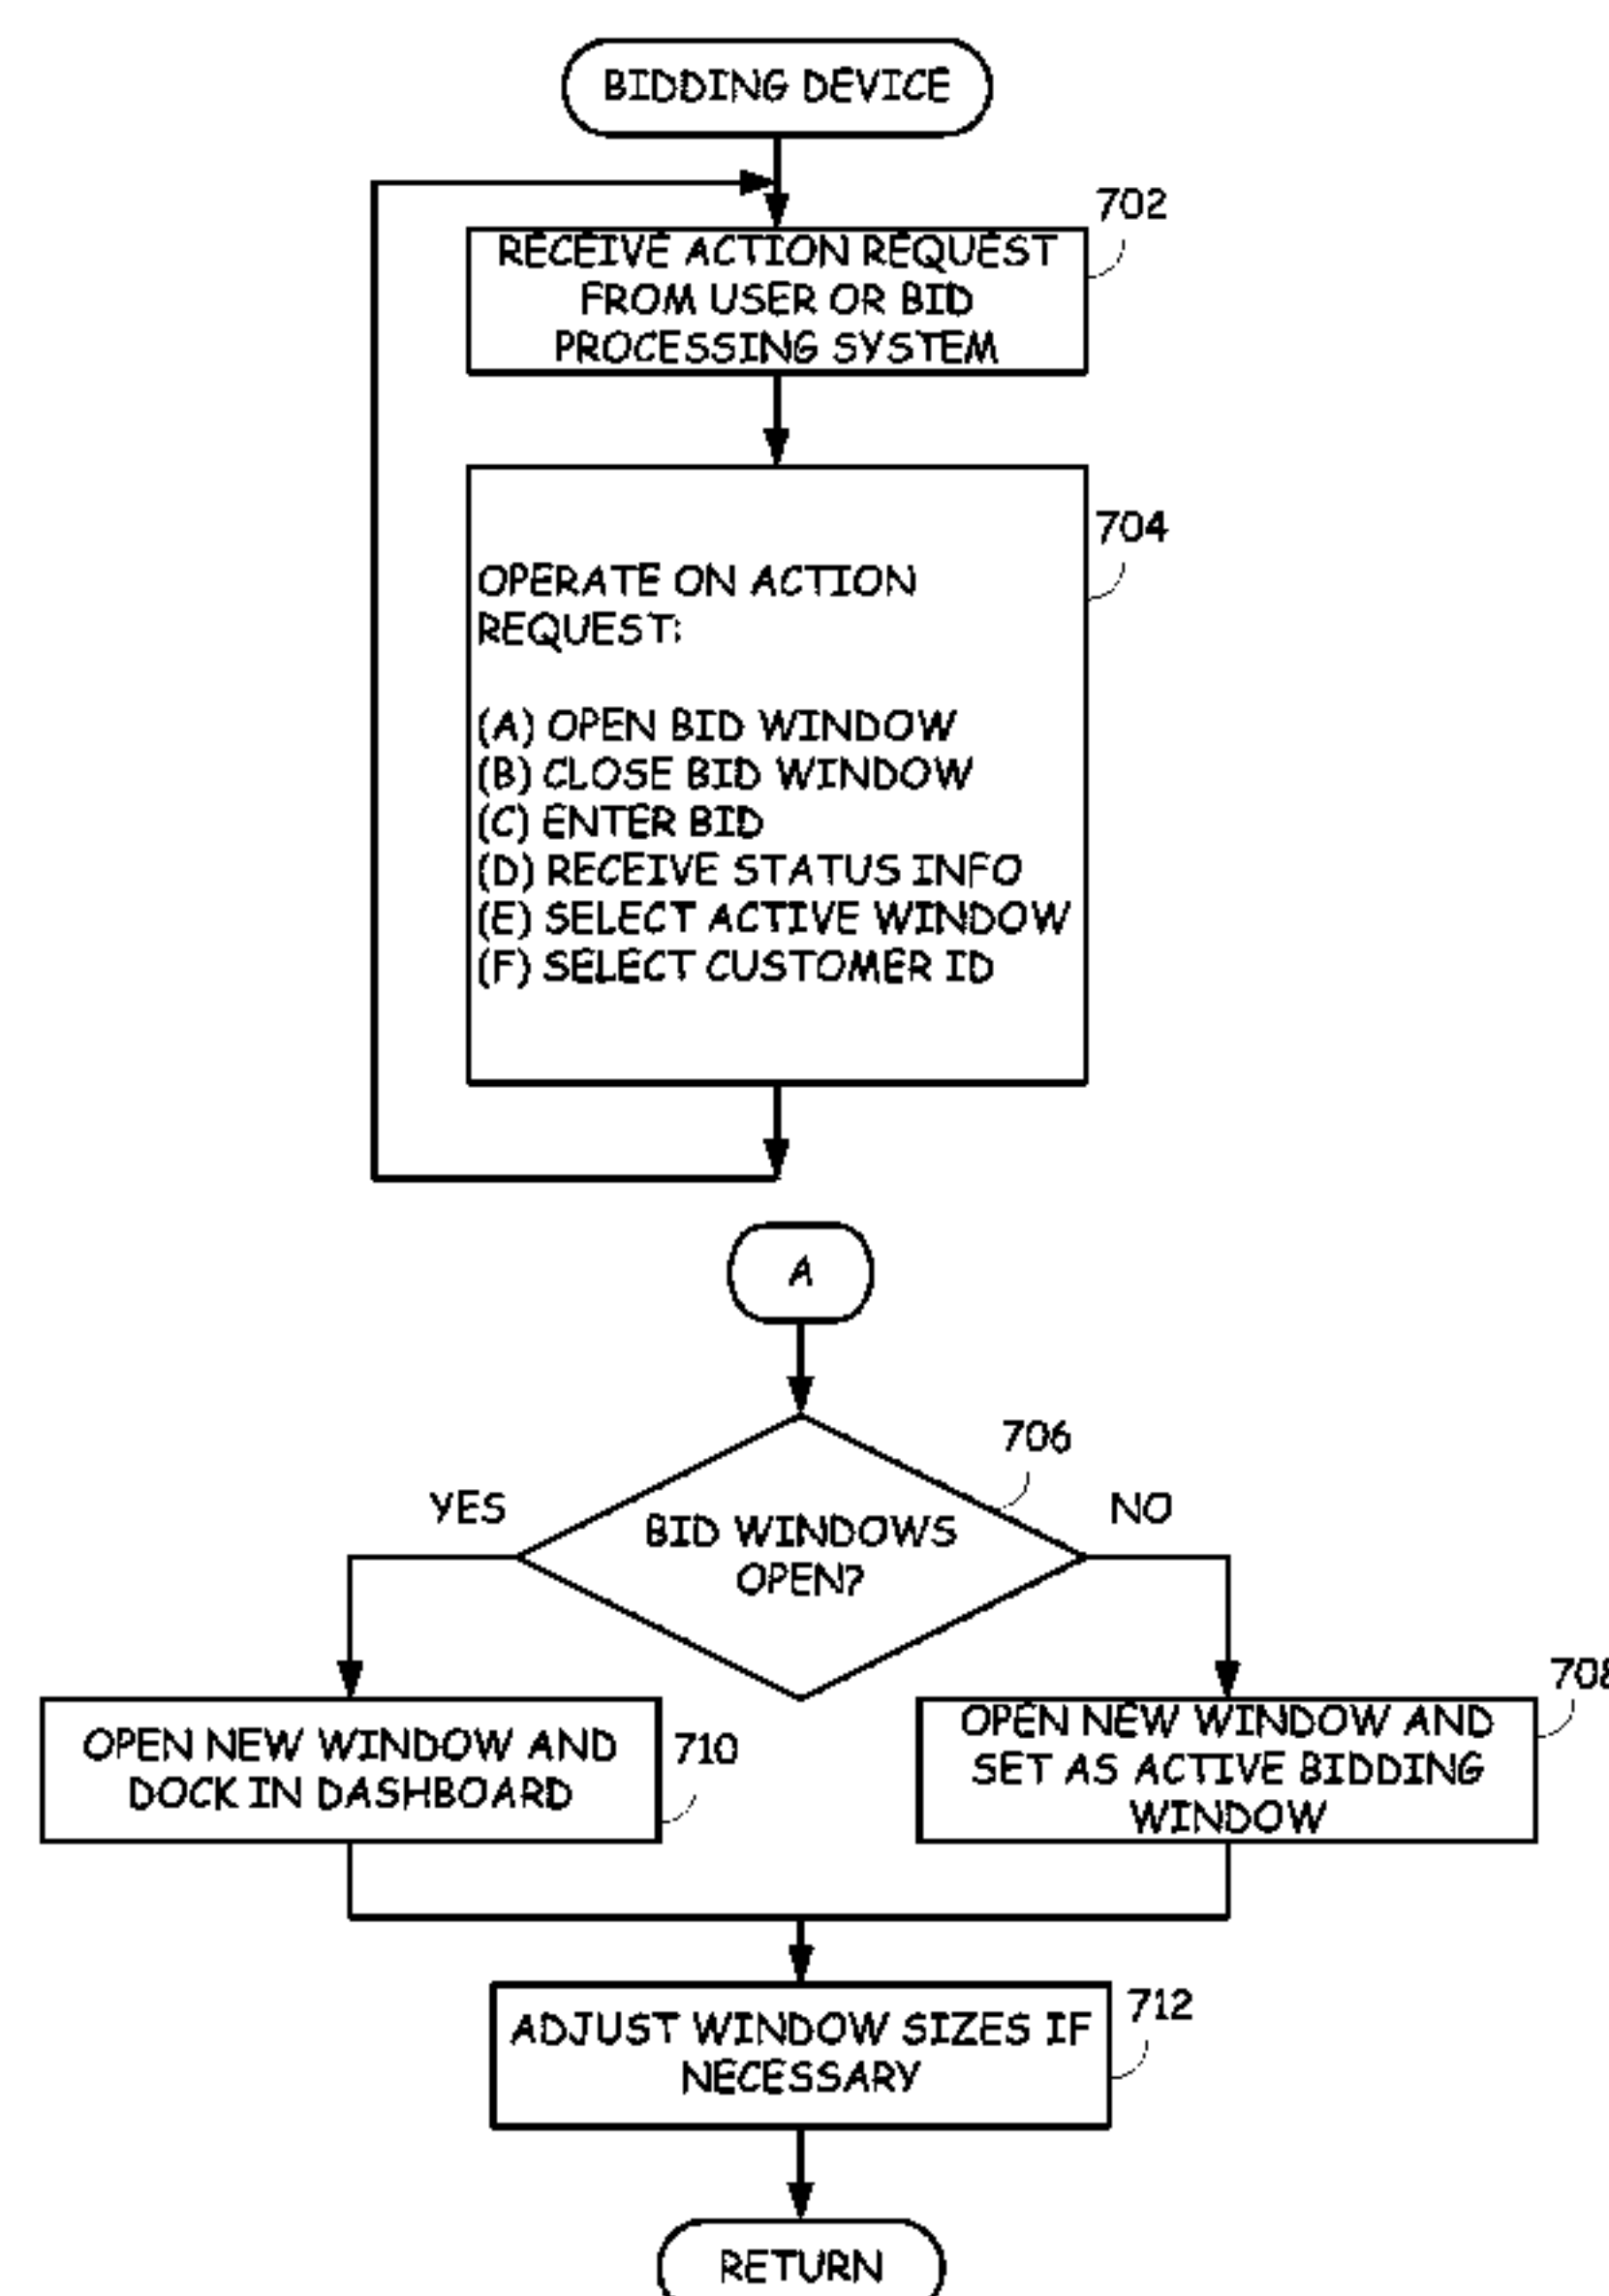 BIDDING DEVICE
702
RECEIVE ACTION REQUEST
FROM USER OR BID
PROCESSING SYSTEM
704
OPERATE ON ACTION
REQUEST:
(A) OPEN BID WINDOW
(B) CLOSE BID WINDOW
(C) ENTER BID
(D) RECEIVE STATUS INFO
(E) SELECT ACTIVE WINDOW
(F) SELECT CUSTOMER ID
A
706
YES
NO
BID WINDOWS
OPEN?
708
OPEN NEW WINDOW AND
DOCK IN DASHBOARD
710
OPEN NEW WINDOW AND
SET AS ACTIVE BIDDING
WINDOW
712
ADJUST WINDOW SIZES IF
NECESSARY
RETURN